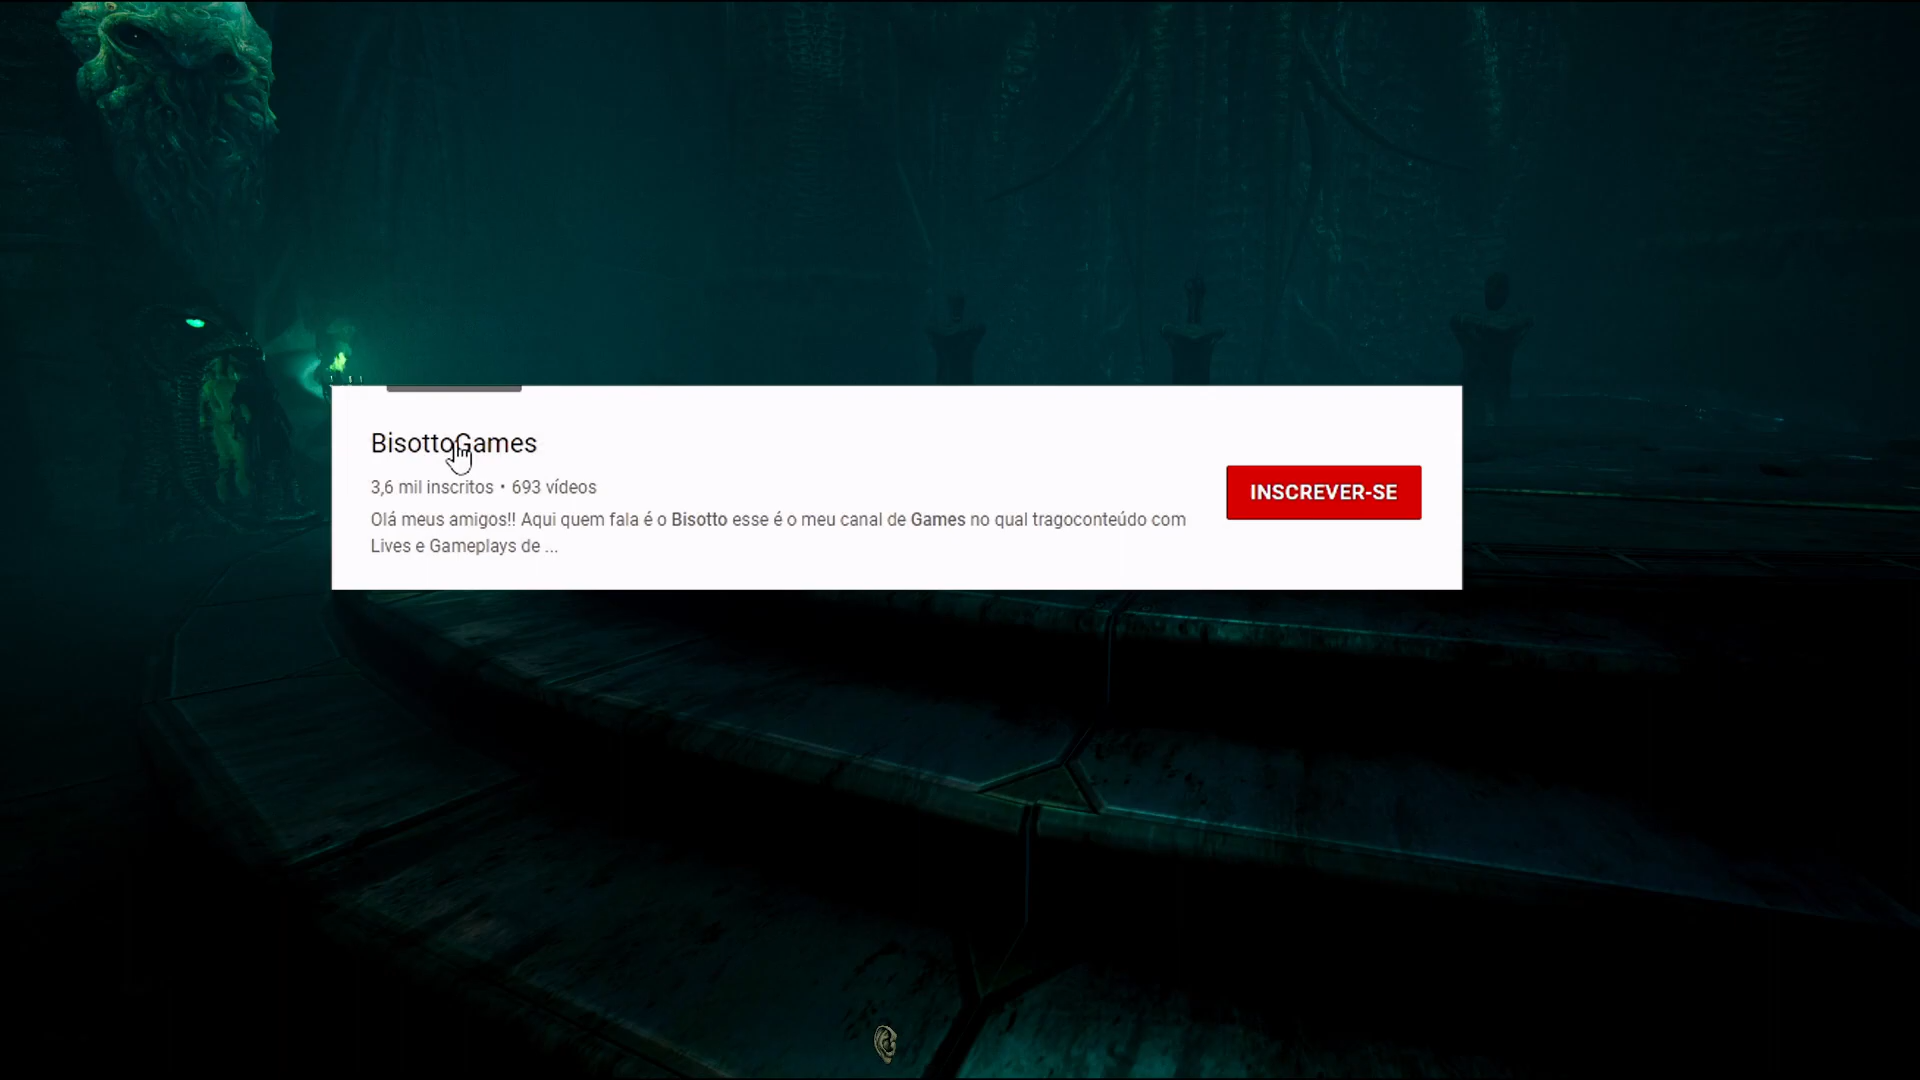 BisottoGames
3,6 mil inscritos • 693 vídeos
Olá meus amigos!! Aqui quem fala é o Bisotto esse é o meu canal de Games no qual tragoconteúdo com
Lives e Gameplays de ...
INSCREVER-SE